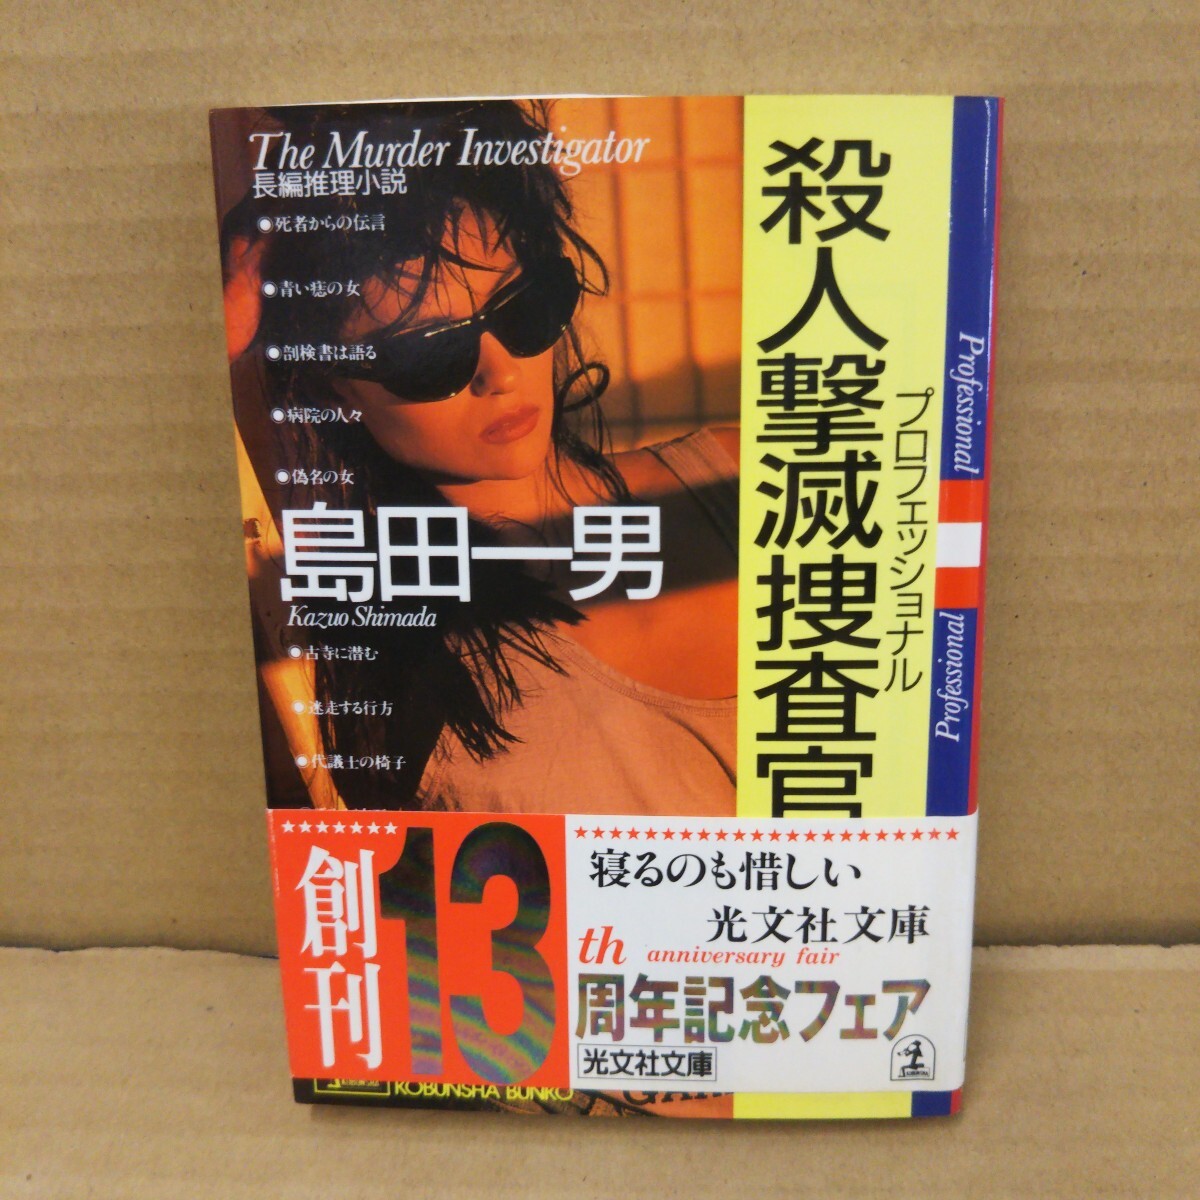 The Murder Investigator
長編推理小説
◉死者からの伝言
◉青い痣の女
◉剖検書は語る
◉病院の人々
◉偽名の女
島田一男
Kazuo Shimada
◉古寺に潜む
◉迷走する行方
◉代議士の椅子
殺人撃滅捜査官
プロフェッショナル
Professional
Professional
★★★★★★★
創刊
13
★★★★★★★★★★★★★★★★★★★★★★★★★★
寝るのも惜しい
光文社文庫
th anniversary fair
周年記念フェア
光文社文庫
KOBUNSHA
KOBUNSHA BUNKO